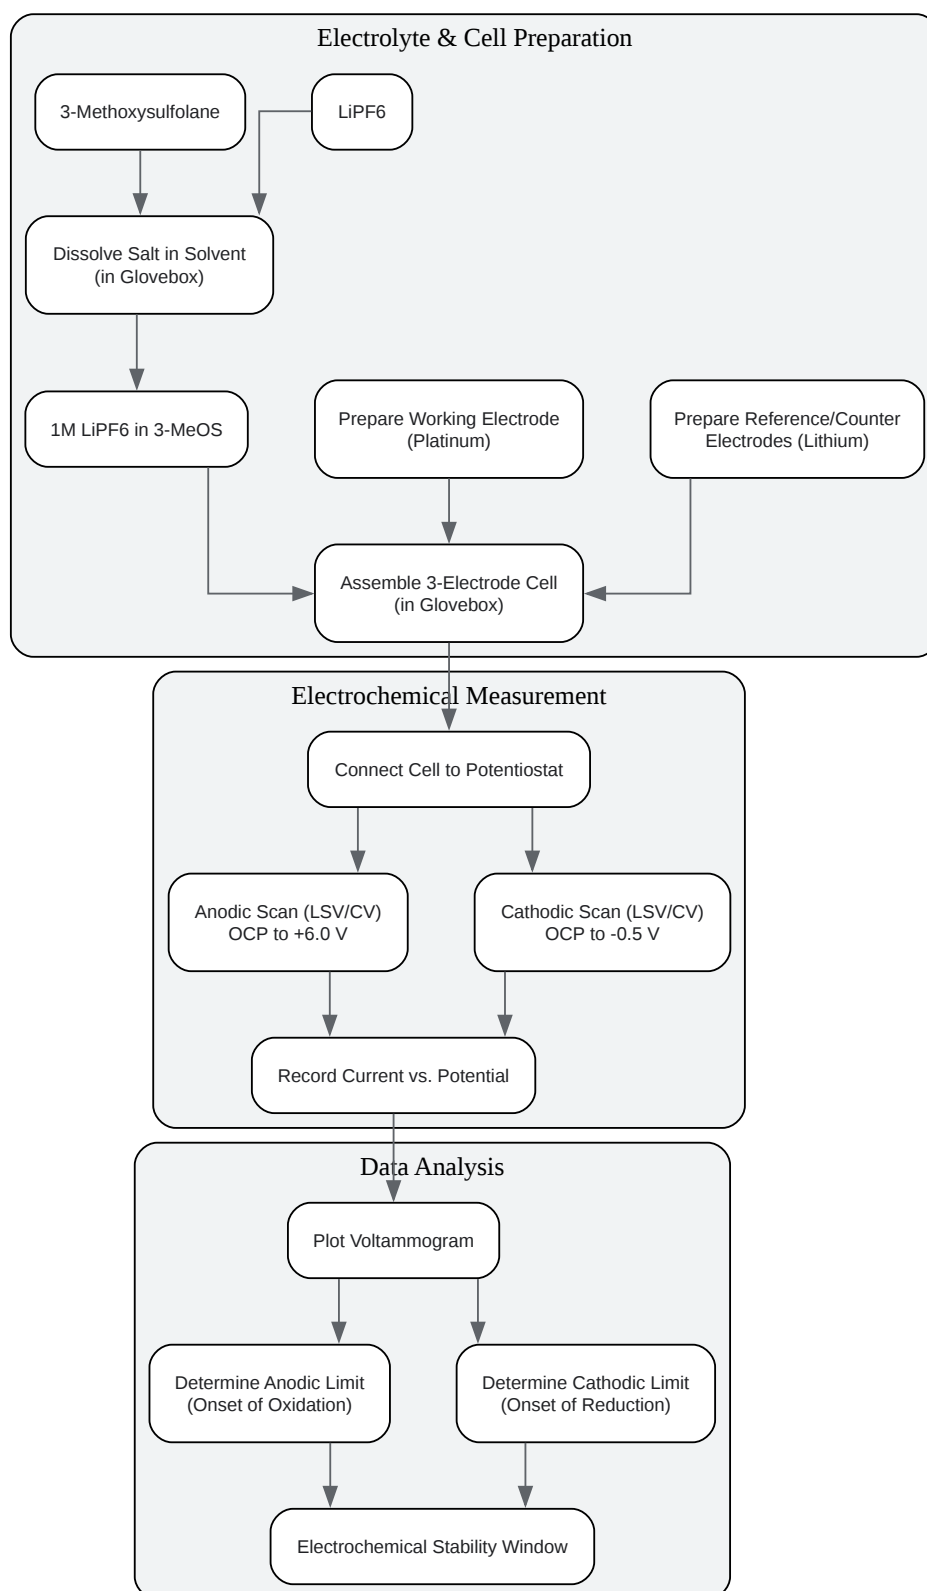 Electrolyte & Cell Preparation
3-Methoxysulfolane
LiPF6
Dissolve Salt in Solvent
(in Glovebox)
1M LiPF6 in 3-MeOS
Prepare Working Electrode
(Platinum)
Prepare Reference/Counter
Electrodes (Lithium)
Assemble 3-Electrode Cell
(in Glovebox)
Electrochemical Measurement
Connect Cell to Potentiostat
Anodic Scan (LSV/CV)
OCP to +6.0 V
Cathodic Scan (LSV/CV)
OCP to -0.5 V
Record Current vs. Potential
Data Analysis
Plot Voltammogram
Determine Anodic Limit
(Onset of Oxidation)
Determine Cathodic Limit
(Onset of Reduction)
Electrochemical Stability Window